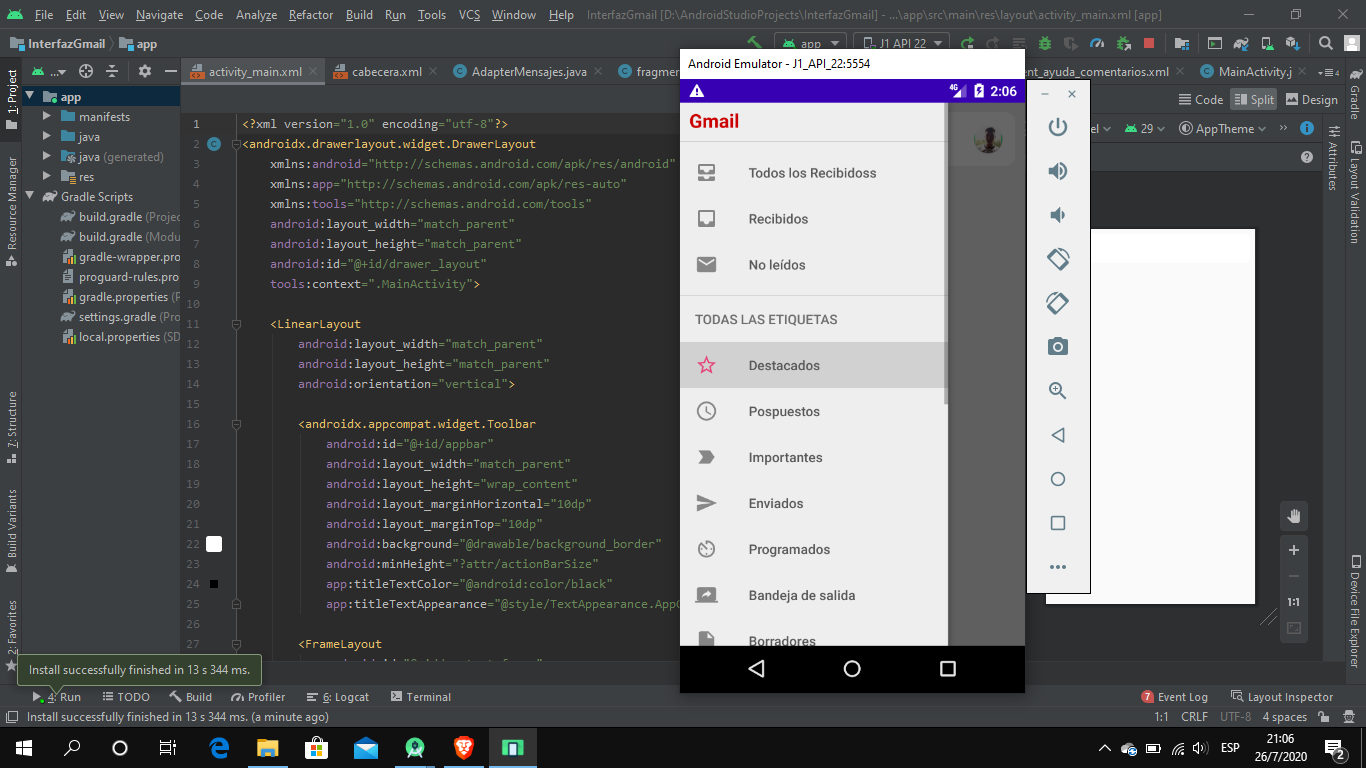 File Edit View Navigate Code Analyze Refactor Build Run Tools VCS Window Help InterfazGmail [D:\AndroidStudioProjects\InterfazGmail] - ...\app\src\main\res\layout\activity_main.xml [app]
InterfazGmail app app J1 API 22
Android Emulator - J1_API_22:5554
activity_main.xml cabecera.xml AdapterMensajes.java fragmen ent_ayuda_comentarios.xml MainActivity.j
Code Split Design
29 AppTheme
1: Project
Resource Manager
7: Structure
Build Variants
2: Favorites
app
manifests
java
java (generated)
res
Gradle Scripts
build.gradle (Projec
build.gradle (Modu
gradle-wrapper.pro
proguard-rules.pro
gradle.properties (P
settings.gradle (Pro
local.properties (SD
1 <?xml version="1.0" encoding="utf-8"?>
2 <androidx.drawerlayout.widget.DrawerLayout
3 xmlns:android="http://schemas.android.com/apk/res/android"
4 xmlns:app="http://schemas.android.com/apk/res-auto"
5 xmlns:tools="http://schemas.android.com/tools"
6 android:layout_width="match_parent"
7 android:layout_height="match_parent"
8 android:id="@+id/drawer_layout"
9 tools:context=".MainActivity">
10
11 <LinearLayout
12 android:layout_width="match_parent"
13 android:layout_height="match_parent"
14 android:orientation="vertical">
15
16 <androidx.appcompat.widget.Toolbar
17 android:id="@+id/appbar"
18 android:layout_width="match_parent"
19 android:layout_height="wrap_content"
20 android:layout_marginHorizontal="10dp"
21 android:layout_marginTop="10dp"
22 android:background="@drawable/background_border"
23 android:minHeight="?attr/actionBarSize"
24 app:titleTextColor="@android:color/black"
25 app:titleTextAppearance="@style/TextAppearance.App
26
27 <FrameLayout
4G 2:06
Gmail
Todos los Recibidoss
Recibidos
No leídos
TODAS LAS ETIQUETAS
Destacados
Pospuestos
Importantes
Enviados
Programados
Bandeja de salida
Borradores
1:1
Gradle
Layout Validation
Attributes
Device File Explorer
Install successfully finished in 13 s 344 ms.
4: Run TODO Build Profiler 6: Logcat Terminal 7 Event Log Layout Inspector
Install successfully finished in 13 s 344 ms. (a minute ago) 1:1 CRLF UTF-8 4 spaces
ESP 21:06
26/7/2020 2